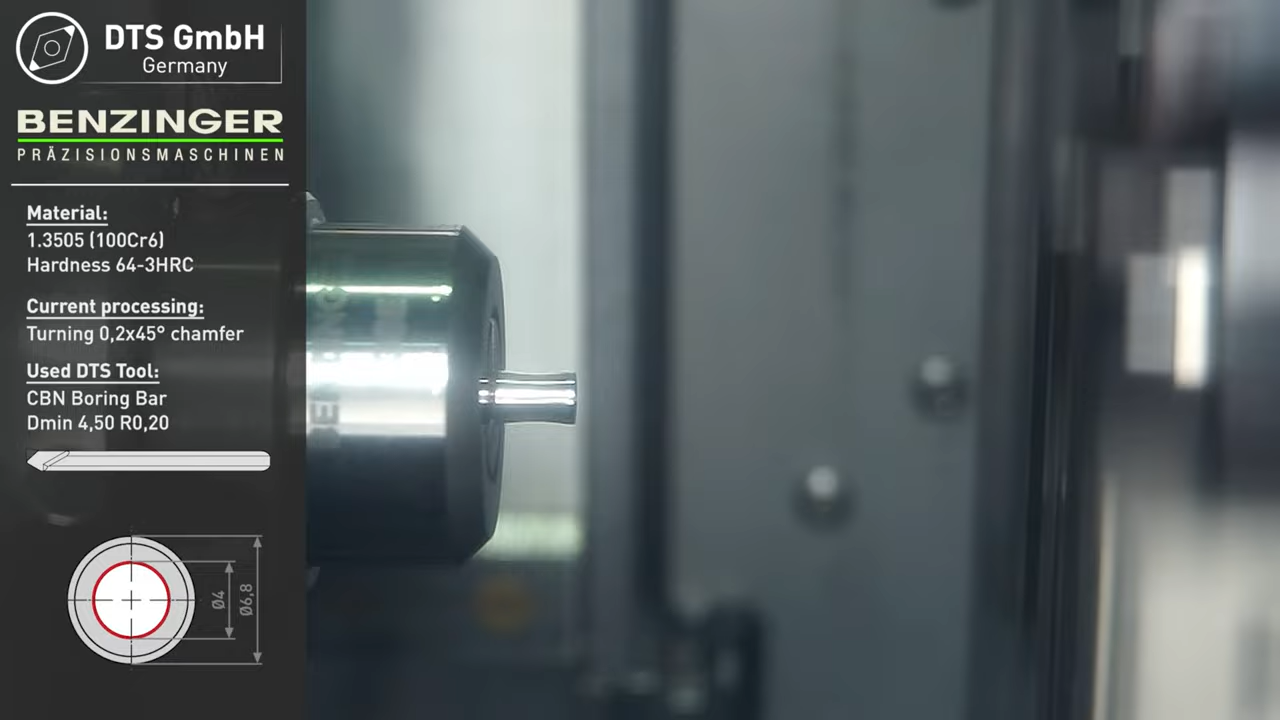 DTS GmbH
Germany
BENZINGER
PRÄZISIONSMASCHINEN
Material:
1.3505 (100Cr6)
Hardness 64-3HRC
Current processing:
Turning 0,2x45° chamfer
Used DTS Tool:
CBN Boring Bar
Dmin 4,50 R0,20
Ø4
Ø6,8